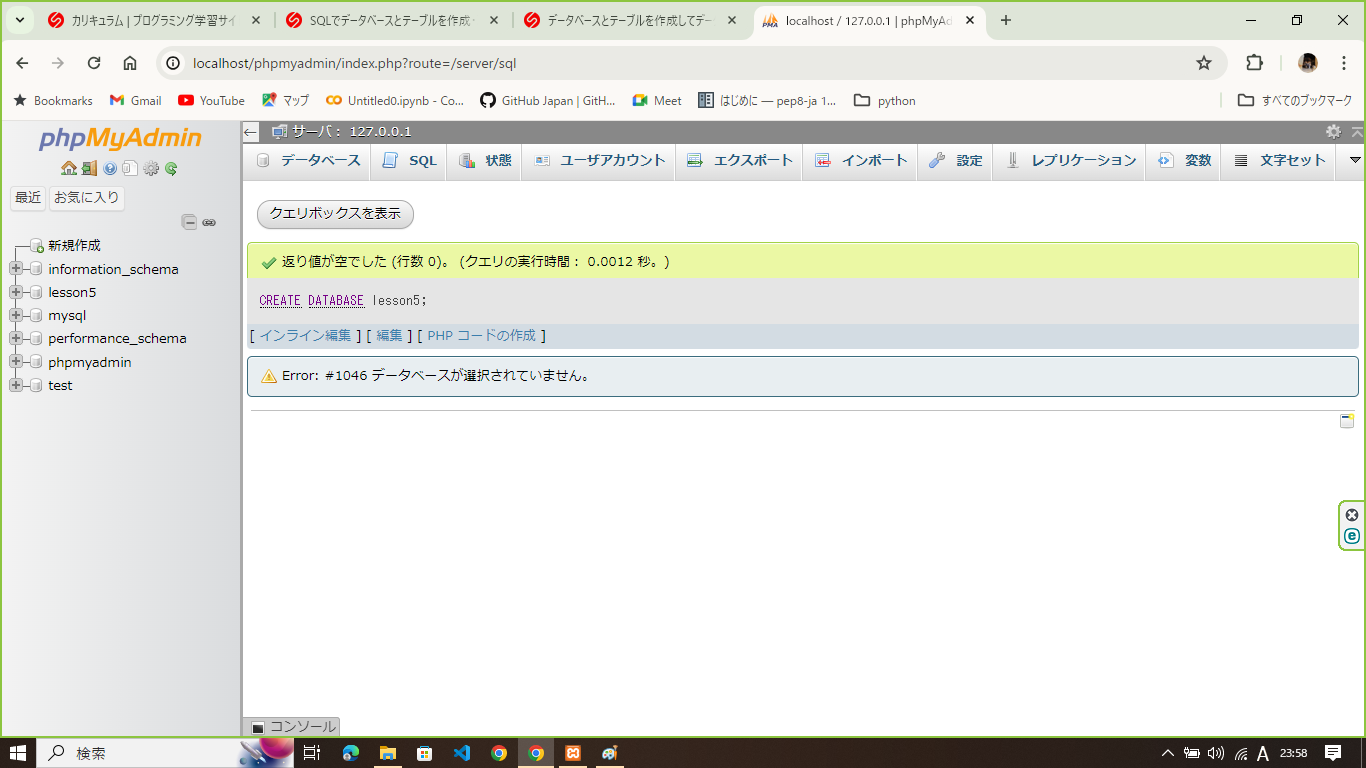 カリキュラム | プログラミング学習サイ
SQLでデータベースとテーブルを作成
データベースとテーブルを作成してデー
localhost / 127.0.0.1 | phpMyAd
localhost/phpmyadmin/index.php?route=/server/sql
Bookmarks Gmail YouTube マップ Untitled0.ipynb - Co... GitHub Japan | GitH... Meet はじめに — pep8-ja 1... python すべてのブックマーク
phpMyAdmin
最近 お気に入り
新規作成
information_schema
lesson5
mysql
performance_schema
phpmyadmin
test
サーバ: 127.0.0.1
データベース SQL 状態 ユーザアカウント エクスポート インポート 設定 レプリケーション 変数 文字セット
クエリボックスを表示
返り値が空でした (行数 0)。 (クエリの実行時間: 0.0012 秒。)
CREATE DATABASE lesson5;
[ インライン編集 ] [ 編集 ] [ PHP コードの作成 ]
Error: #1046 データベースが選択されていません。
コンソール
検索
A 23:58